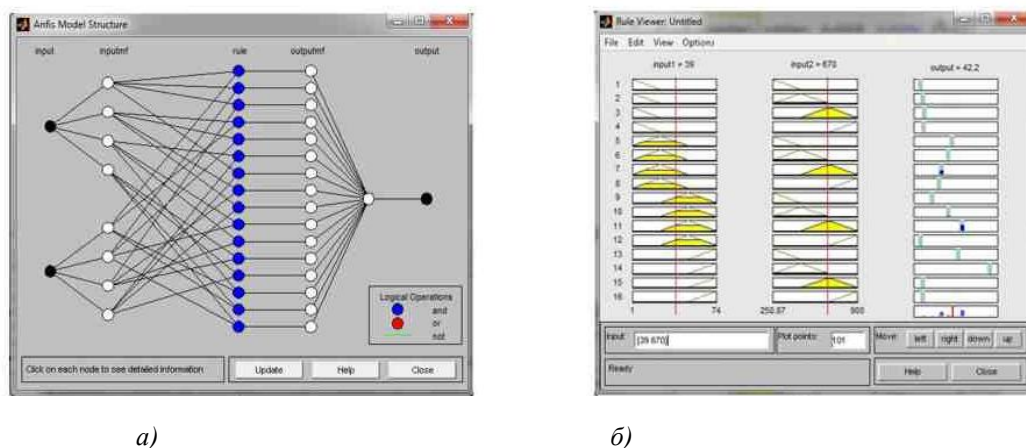 Anfis Model Structure
input inputmf rule outputmf output
Logical Operations
and
or
not
Click on each node to see detailed information
Update Help Close
а)
Rule Viewer: Untitled
File Edit View Options
input1 = 39 input2 = 670 output = 42.2
1
2
3
4
5
6
7
8
9
10
11
12
13
14
15
16
1 74 250.87 900
Input: [39 670] Plot points: 101 Move: left right down up
Ready
Help Close
б)